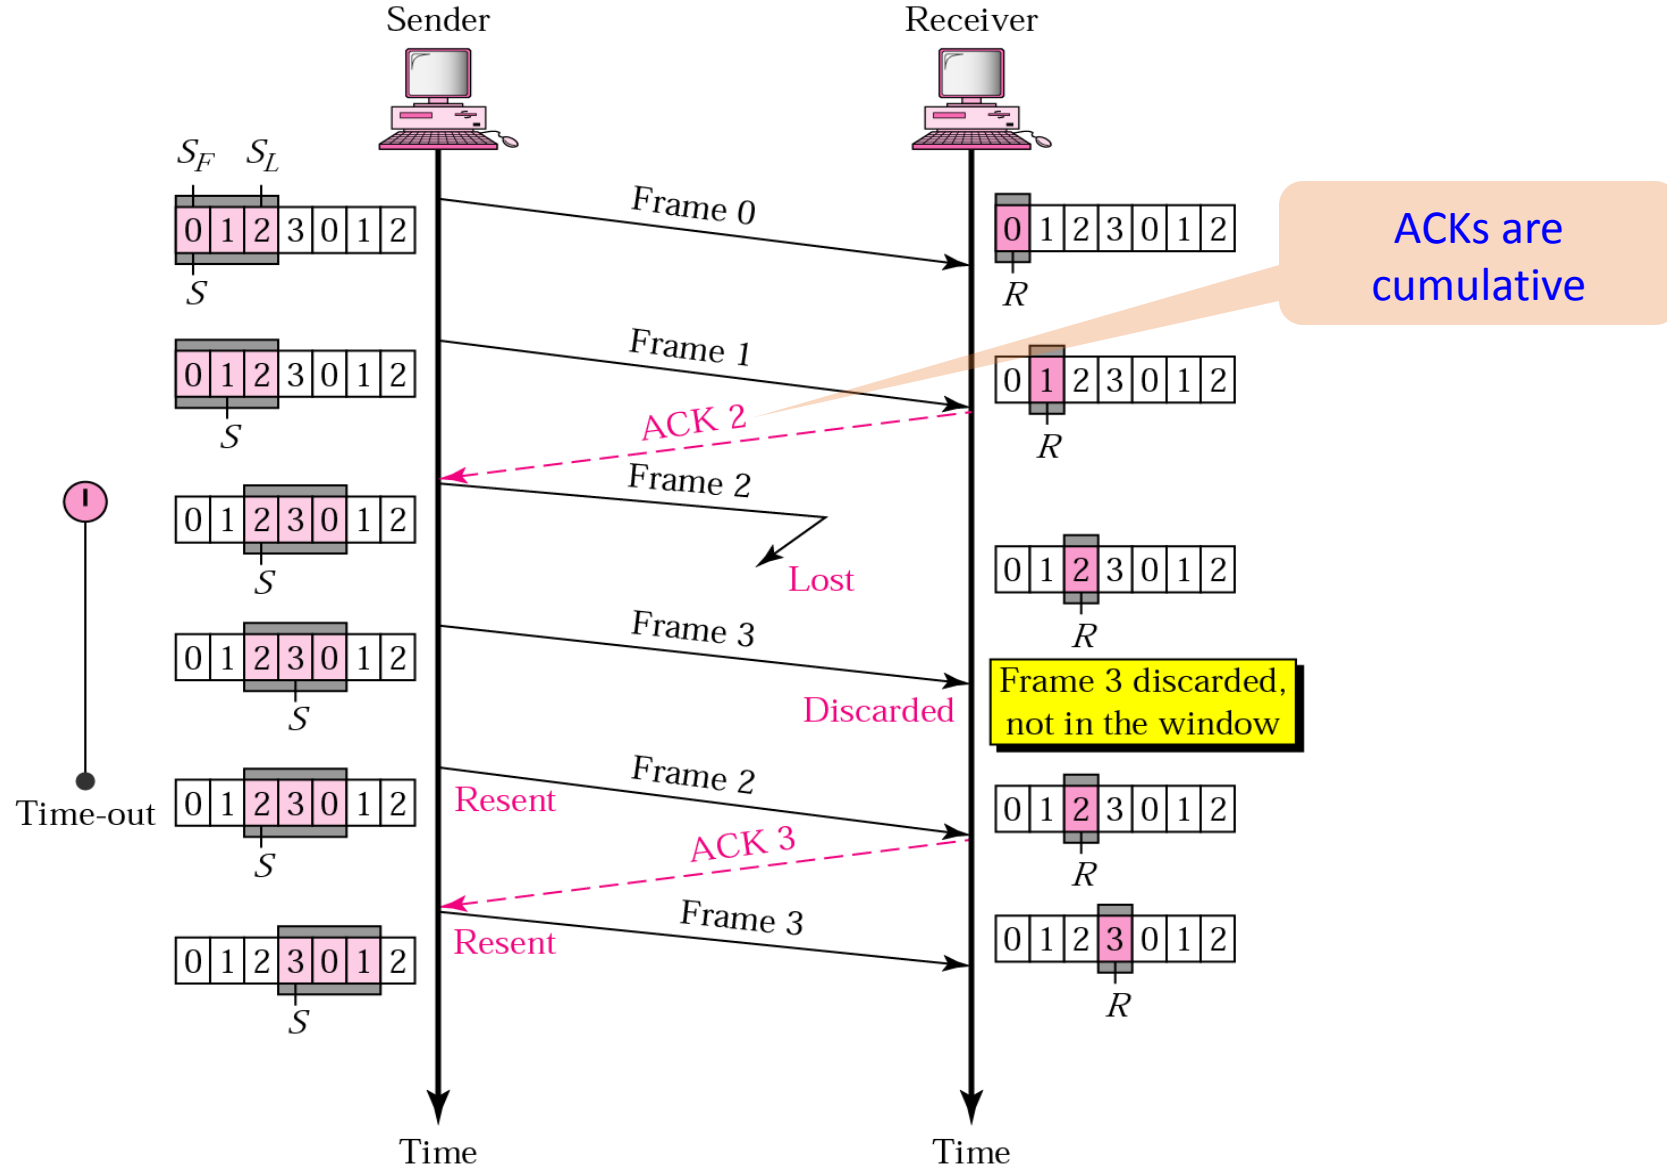 Sender
Receiver
S_F S_L
Frame 0
0 1 2 3 0 1 2
0 1 2 3 0 1 2
ACKs are
cumulative
S
R
Frame 1
0 1 2 3 0 1 2
0 1 2 3 0 1 2
ACK 2
S
R
Frame 2
0 1 2 3 0 1 2
Lost
0 1 2 3 0 1 2
S
R
Frame 3
0 1 2 3 0 1 2
Discarded
Frame 3 discarded,
not in the window
S
Frame 2
Time-out
0 1 2 3 0 1 2
Resent
0 1 2 3 0 1 2
ACK 3
S
R
Frame 3
Resent
0 1 2 3 0 1 2
0 1 2 3 0 1 2
S
R
Time
Time